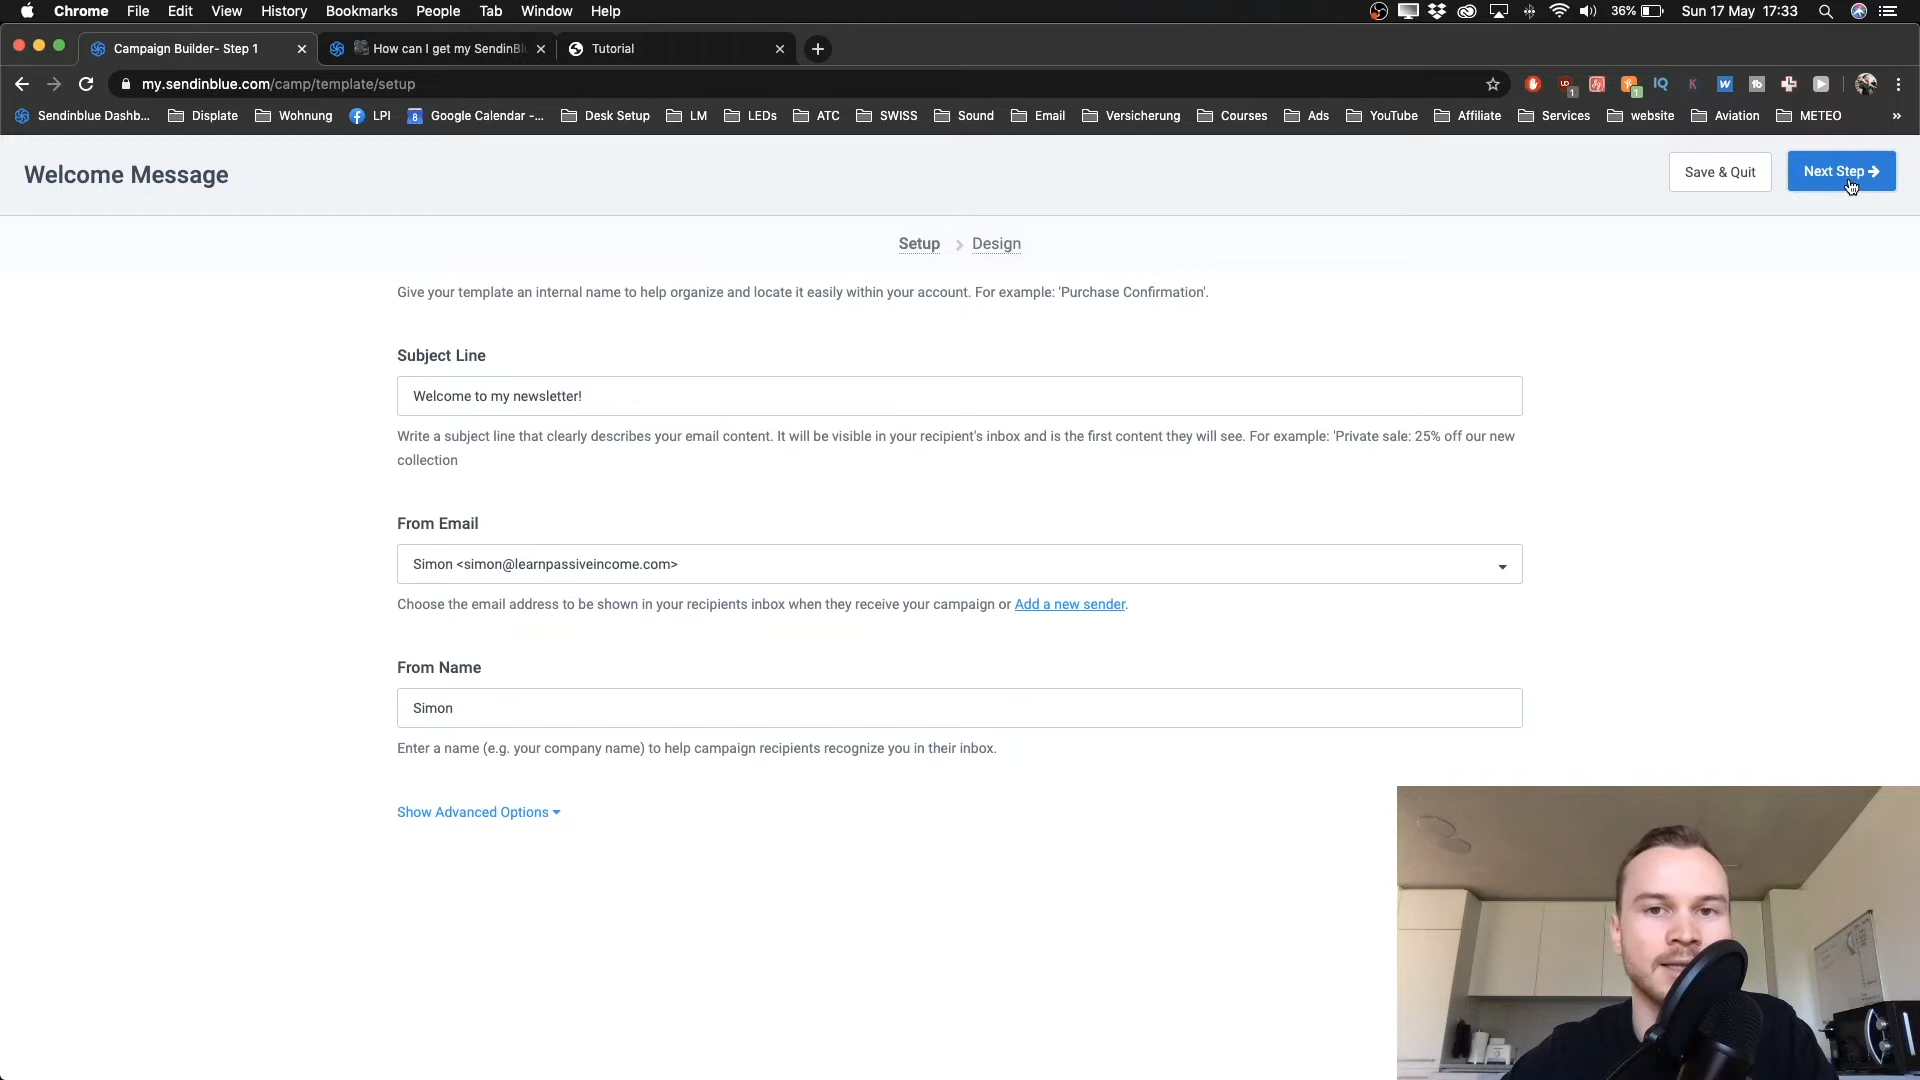 Chrome File Edit View History Bookmarks People Tab Window Help 36% Sun 17 May 17:33
Campaign Builder- Step 1 How can I get my SendinBl Tutorial
my.sendinblue.com/camp/template/setup
Sendinblue Dashb... Displate Wohnung LPI Google Calendar -... Desk Setup LM LEDs ATC SWISS Sound Email Versicherung Courses Ads YouTube Affiliate Services website Aviation METEO »
Welcome Message
Save & Quit
Next Step
Setup Design
Give your template an internal name to help organize and locate it easily within your account. For example: 'Purchase Confirmation'.
Subject Line
Welcome to my newsletter!
Write a subject line that clearly describes your email content. It will be visible in your recipient's inbox and is the first content they will see. For example: 'Private sale: 25% off our new
collection
From Email
Simon <simon@learnpassiveincome.com>
Choose the email address to be shown in your recipients inbox when they receive your campaign or Add a new sender.
From Name
Simon
Enter a name (e.g. your company name) to help campaign recipients recognize you in their inbox.
Show Advanced Options